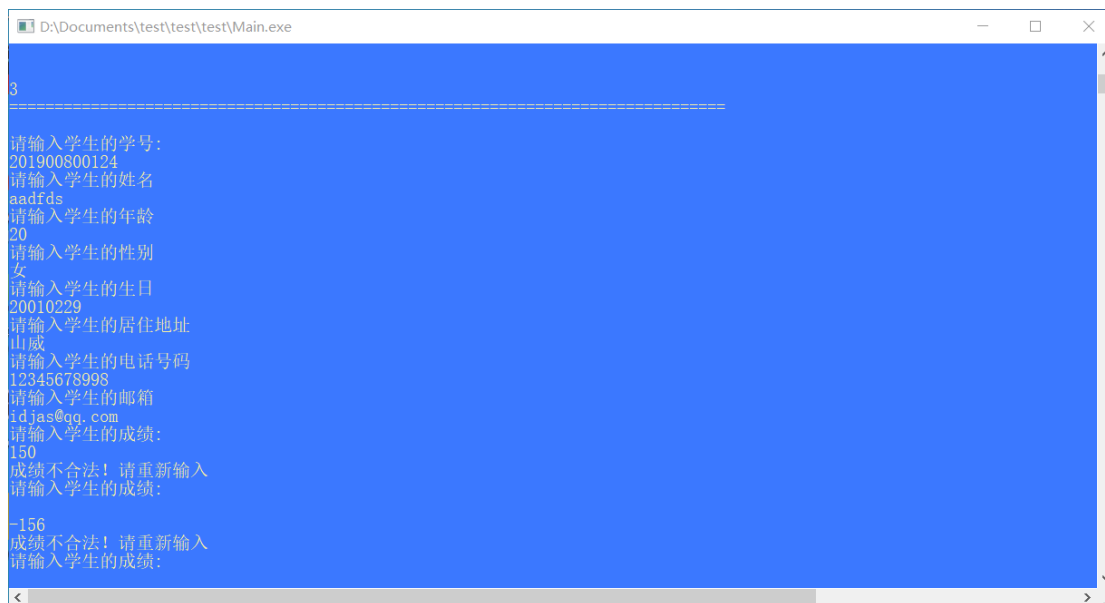 D:\Documents\test\test\test\Main.exe
3
===============================================================================
请输入学生的学号:
201900800124
请输入学生的姓名
aadfds
请输入学生的年龄
20
请输入学生的性别
女
请输入学生的生日
20010229
请输入学生的居住地址
山威
请输入学生的电话号码
12345678998
请输入学生的邮箱
idjas@qq.com
请输入学生的成绩:
150
成绩不合法！请重新输入
请输入学生的成绩:
-156
成绩不合法！请重新输入
请输入学生的成绩: